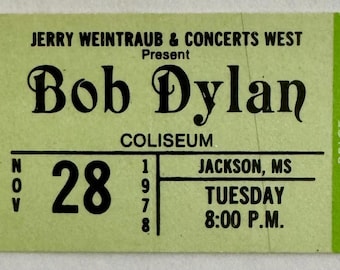 JERRY WEINTRAUB & CONCERTS WEST
Present
Bob Dylan
COLISEUM
NOV 28 1978
JACKSON, MS
TUESDAY
8:00 P.M.